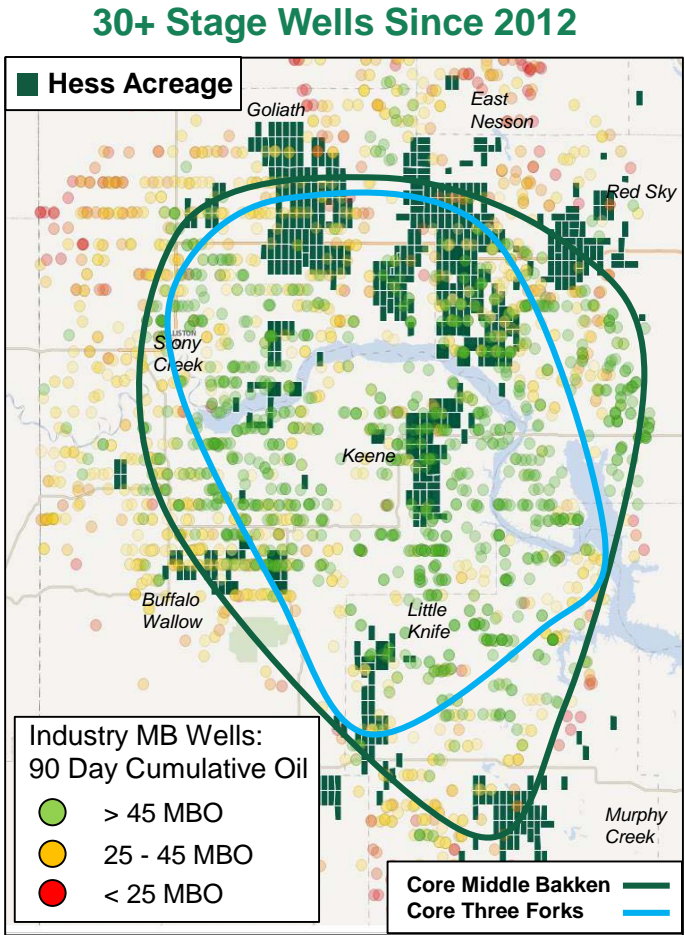 30+ Stage Wells Since 2012
Hess Acreage
Goliath
East
Nesson
Red Sky
LISTON
Stony
Creek
Keene
Buffalo
Wallow
Little
Knife
Industry MB Wells:
90 Day Cumulative Oil
> 45 MBO
25 - 45 MBO
< 25 MBO
Murphy
Creek
Core Middle Bakken
Core Three Forks